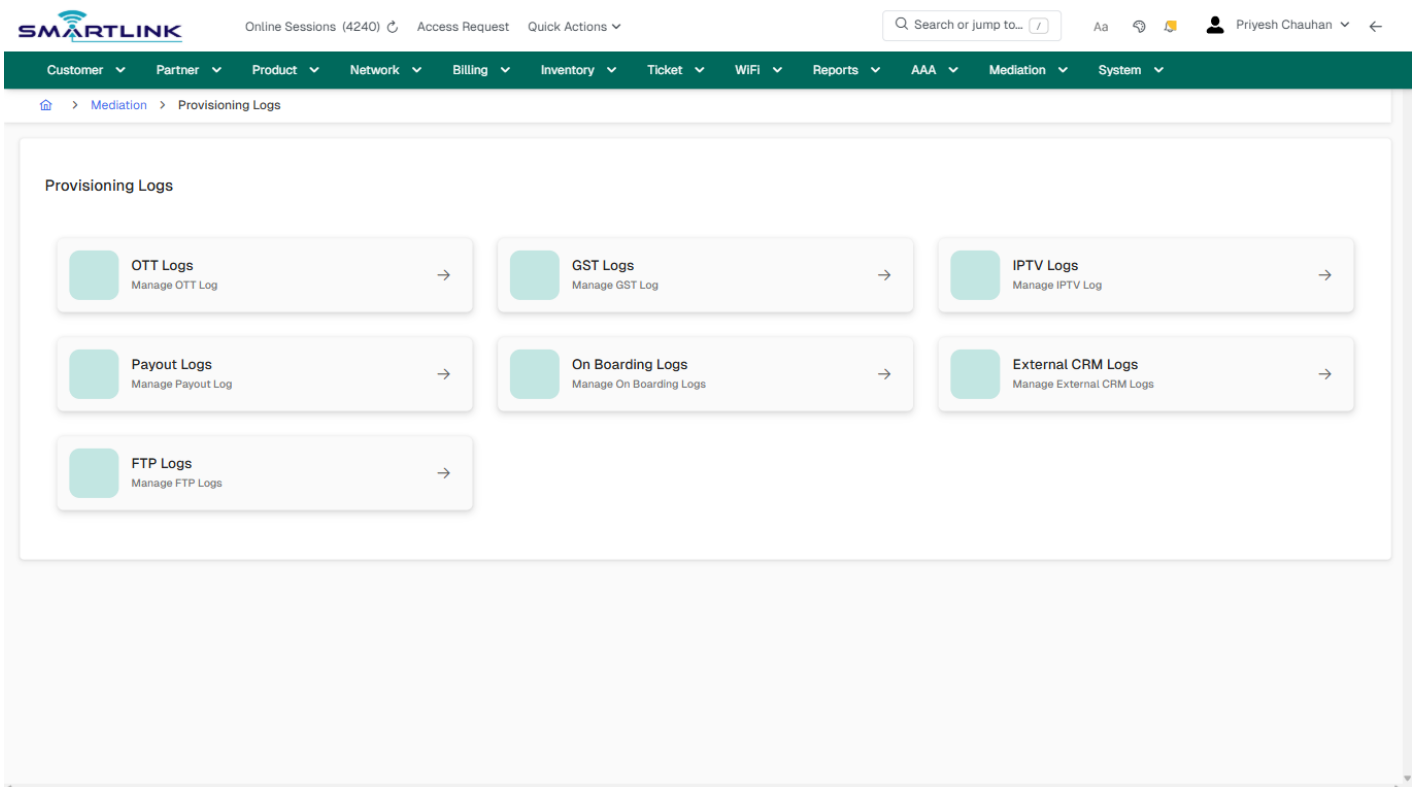 SMARTLINK
Online Sessions (4240) Access Request Quick Actions
Search or jump to... /
Aa
Priyesh Chauhan
Customer Partner Product Network Billing Inventory Ticket WiFi Reports AAA Mediation System
Mediation > Provisioning Logs
Provisioning Logs
OTT Logs
Manage OTT Log
GST Logs
Manage GST Log
IPTV Logs
Manage IPTV Log
Payout Logs
Manage Payout Log
On Boarding Logs
Manage On Boarding Logs
External CRM Logs
Manage External CRM Logs
FTP Logs
Manage FTP Logs